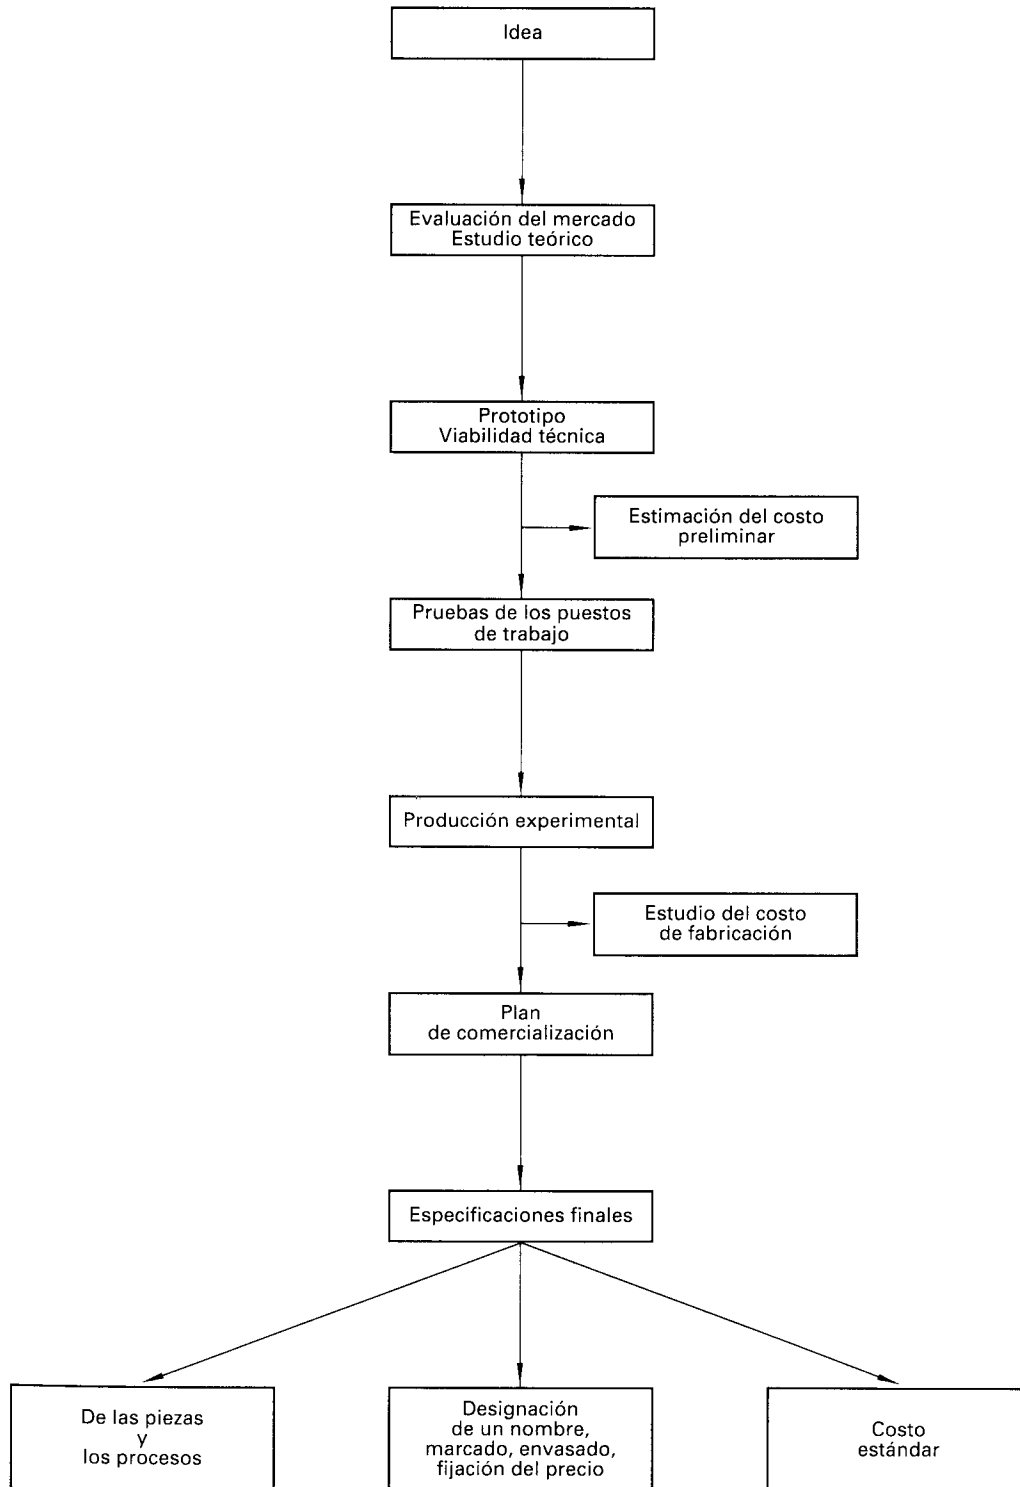 Idea
Evaluación del mercado
Estudio teórico
Prototipo
Viabilidad técnica
Estimación del costo
preliminar
Pruebas de los puestos
de trabajo
Producción experimental
Estudio del costo
de fabricación
Plan
de comercialización
Especificaciones finales
De las piezas
y
los procesos
Designación
de un nombre,
marcado, envasado,
fijación del precio
Costo
estándar